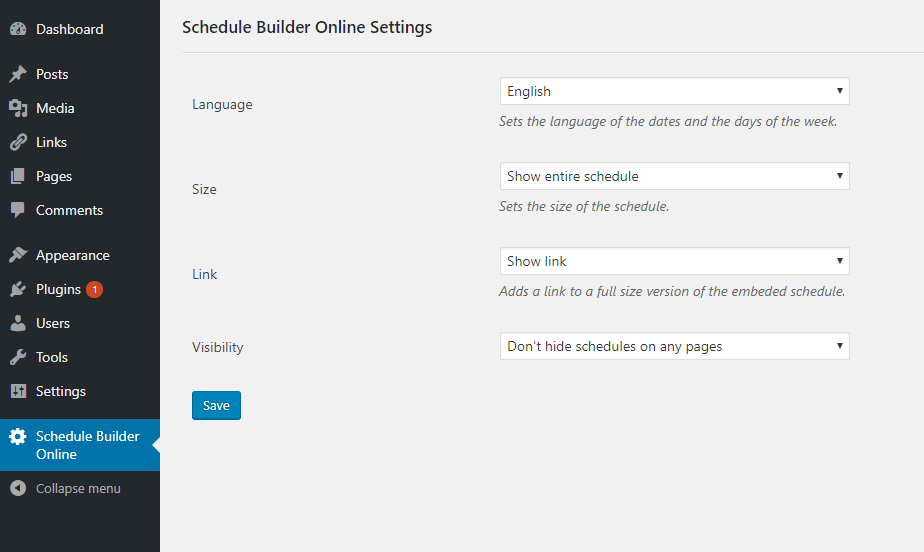 Dashboard
Posts
Media
Links
Pages
Comments
Appearance
Plugins 1
Users
Tools
Settings
Schedule Builder
Online
Collapse menu
Schedule Builder Online Settings
Language
English
Sets the language of the dates and the days of the week.
Size
Show entire schedule
Sets the size of the schedule.
Link
Show link
Adds a link to a full size version of the embeded schedule.
Visibility
Don't hide schedules on any pages
Save